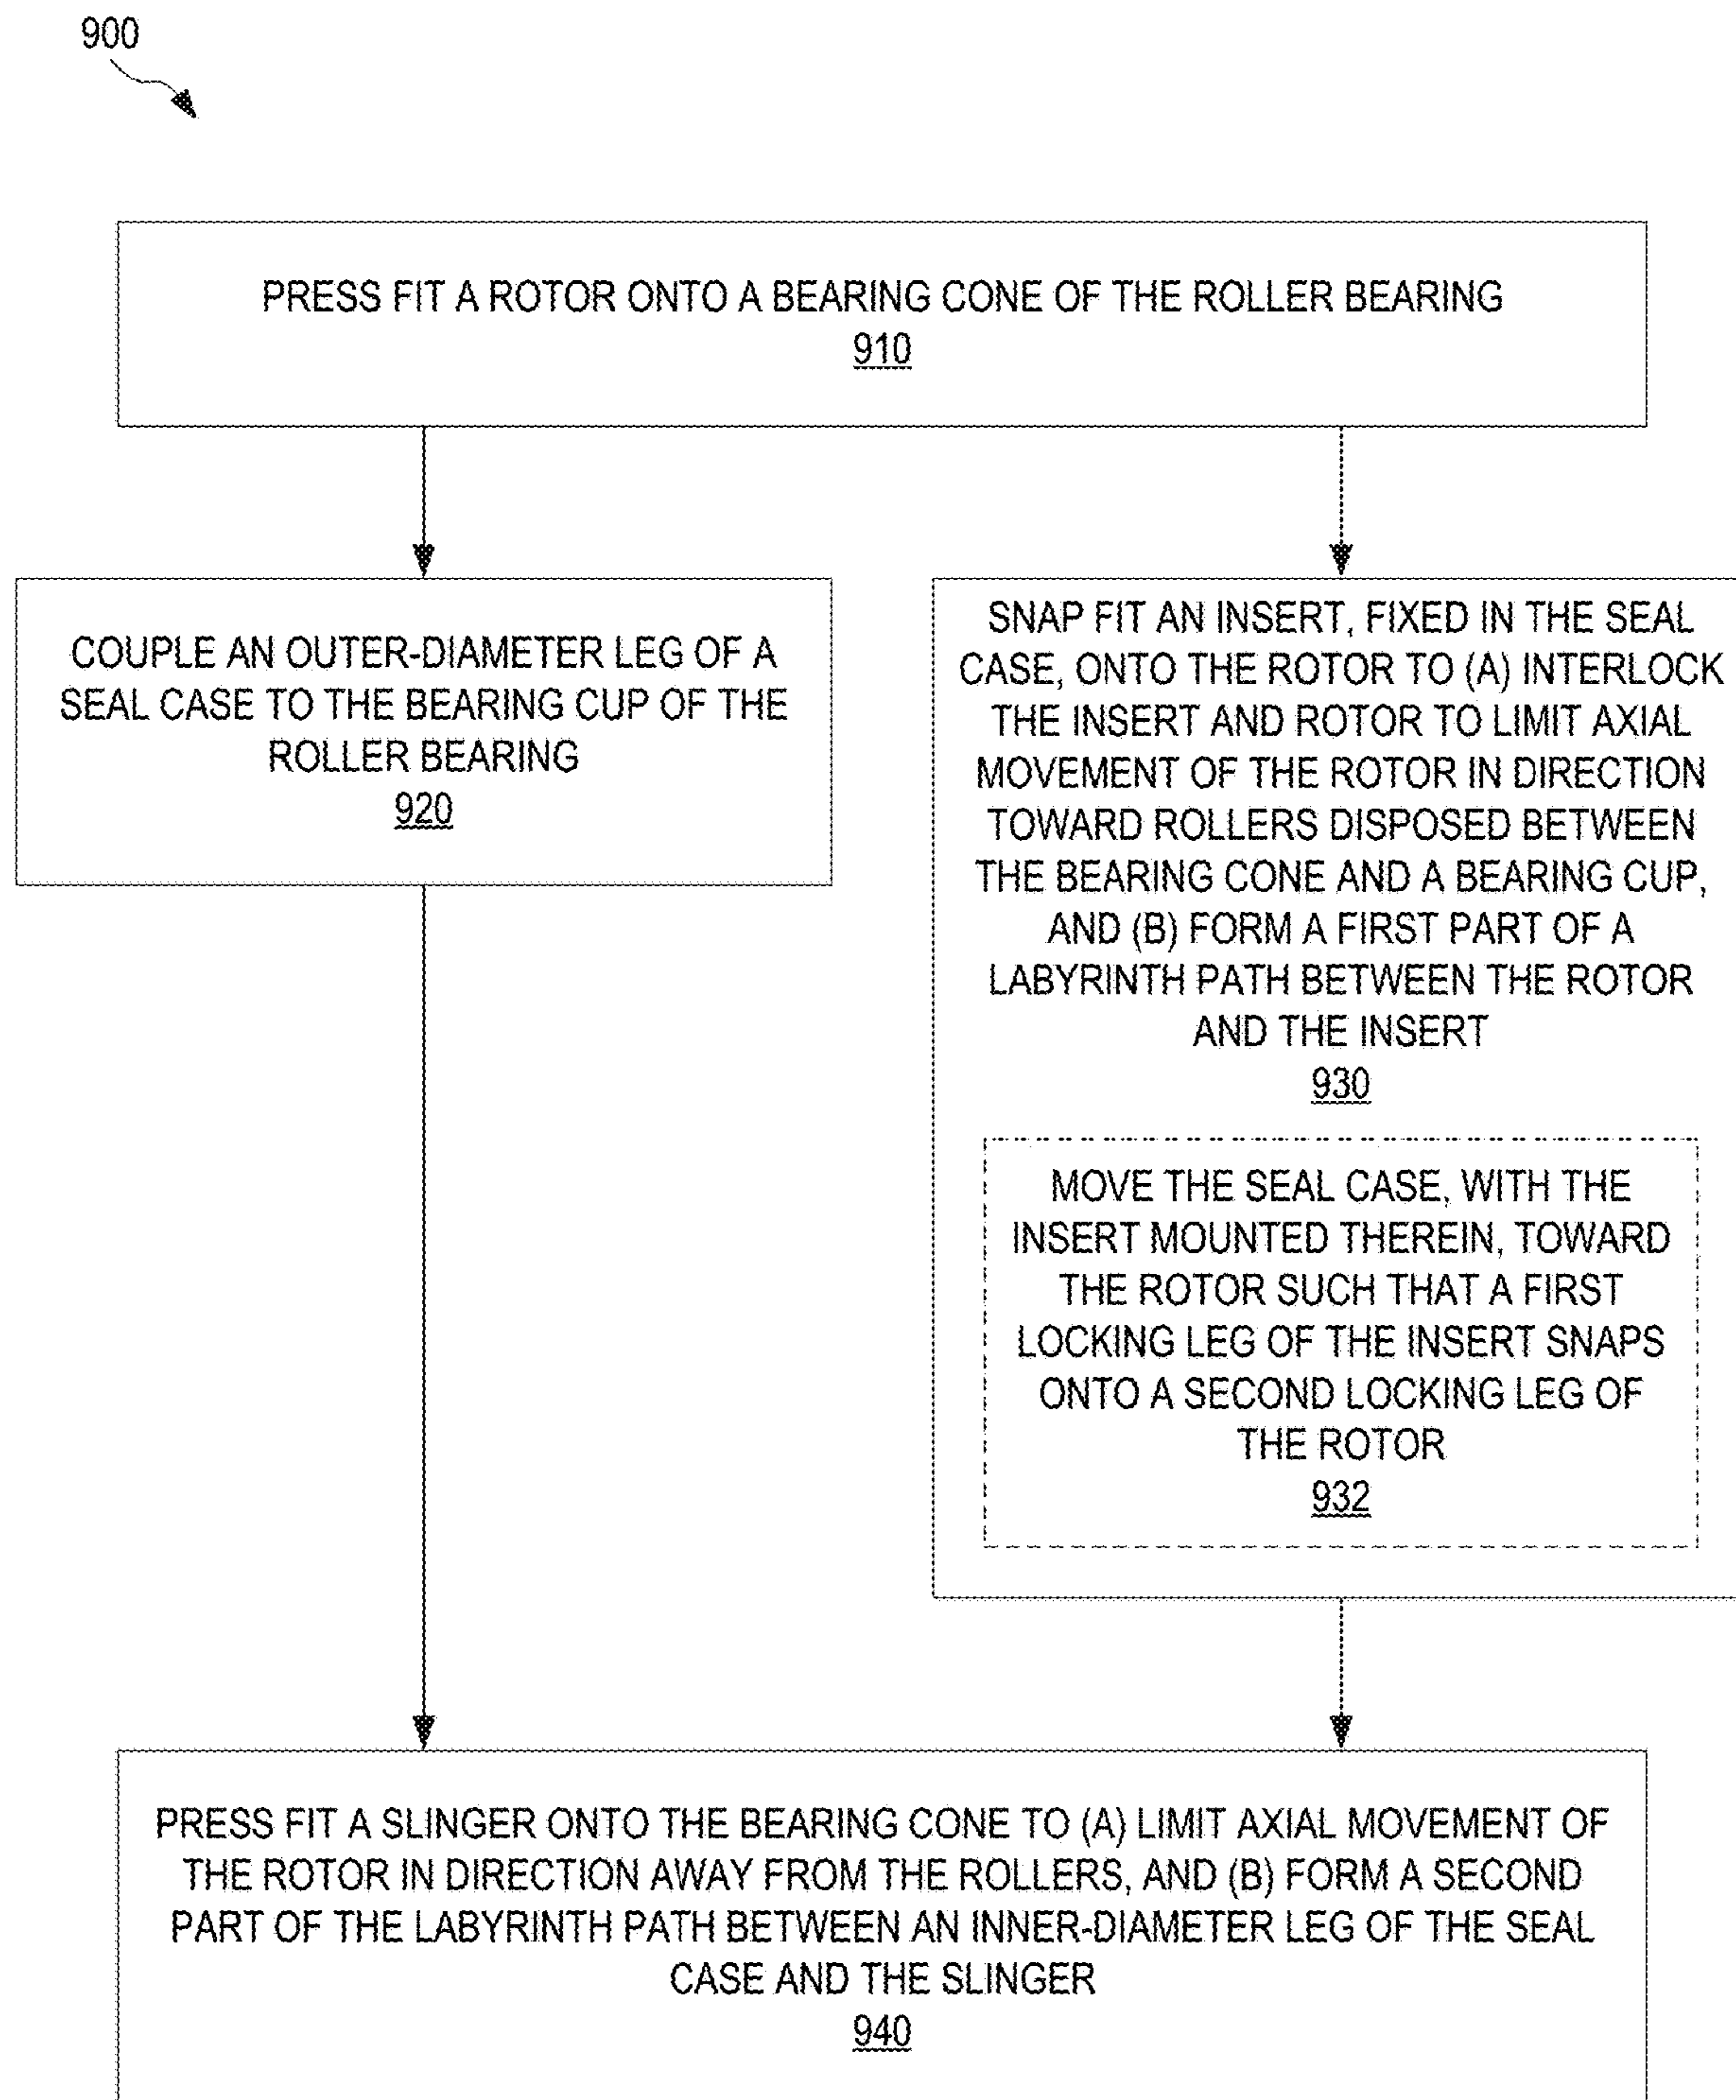 900
PRESS FIT A ROTOR ONTO A BEARING CONE OF THE ROLLER BEARING
910
COUPLE AN OUTER-DIAMETER LEG OF A
SEAL CASE TO THE BEARING CUP OF THE
ROLLER BEARING
920
SNAP FIT AN INSERT, FIXED IN THE SEAL
CASE, ONTO THE ROTOR TO (A) INTERLOCK
THE INSERT AND ROTOR TO LIMIT AXIAL
MOVEMENT OF THE ROTOR IN DIRECTION
TOWARD ROLLERS DISPOSED BETWEEN
THE BEARING CONE AND A BEARING CUP,
AND (B) FORM A FIRST PART OF A
LABYRINTH PATH BETWEEN THE ROTOR
AND THE INSERT
930
MOVE THE SEAL CASE, WITH THE
INSERT MOUNTED THEREIN, TOWARD
THE ROTOR SUCH THAT A FIRST
LOCKING LEG OF THE INSERT SNAPS
ONTO A SECOND LOCKING LEG OF
THE ROTOR
932
PRESS FIT A SLINGER ONTO THE BEARING CONE TO (A) LIMIT AXIAL MOVEMENT OF
THE ROTOR IN DIRECTION AWAY FROM THE ROLLERS, AND (B) FORM A SECOND
PART OF THE LABYRINTH PATH BETWEEN AN INNER-DIAMETER LEG OF THE SEAL
CASE AND THE SLINGER
940